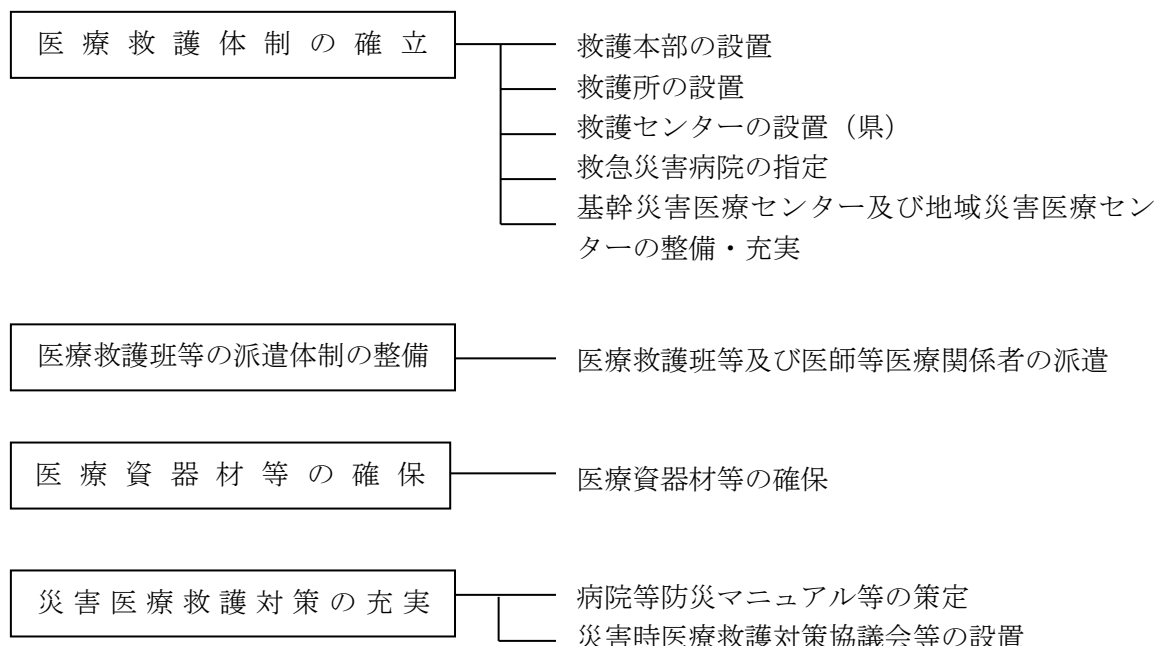 医療救護体制の確立
救護本部の設置
救護所の設置
救護センターの設置（県）
救急災害病院の指定
基幹災害医療センター及び地域災害医療セン
ターの整備・充実
医療救護班等の派遣体制の整備
医療救護班等及び医師等医療関係者の派遣
医療資器材等の確保
医療資器材等の確保
災害医療救護対策の充実
病院等防災マニュアル等の策定
災害時医療救護対策協議会等の設置